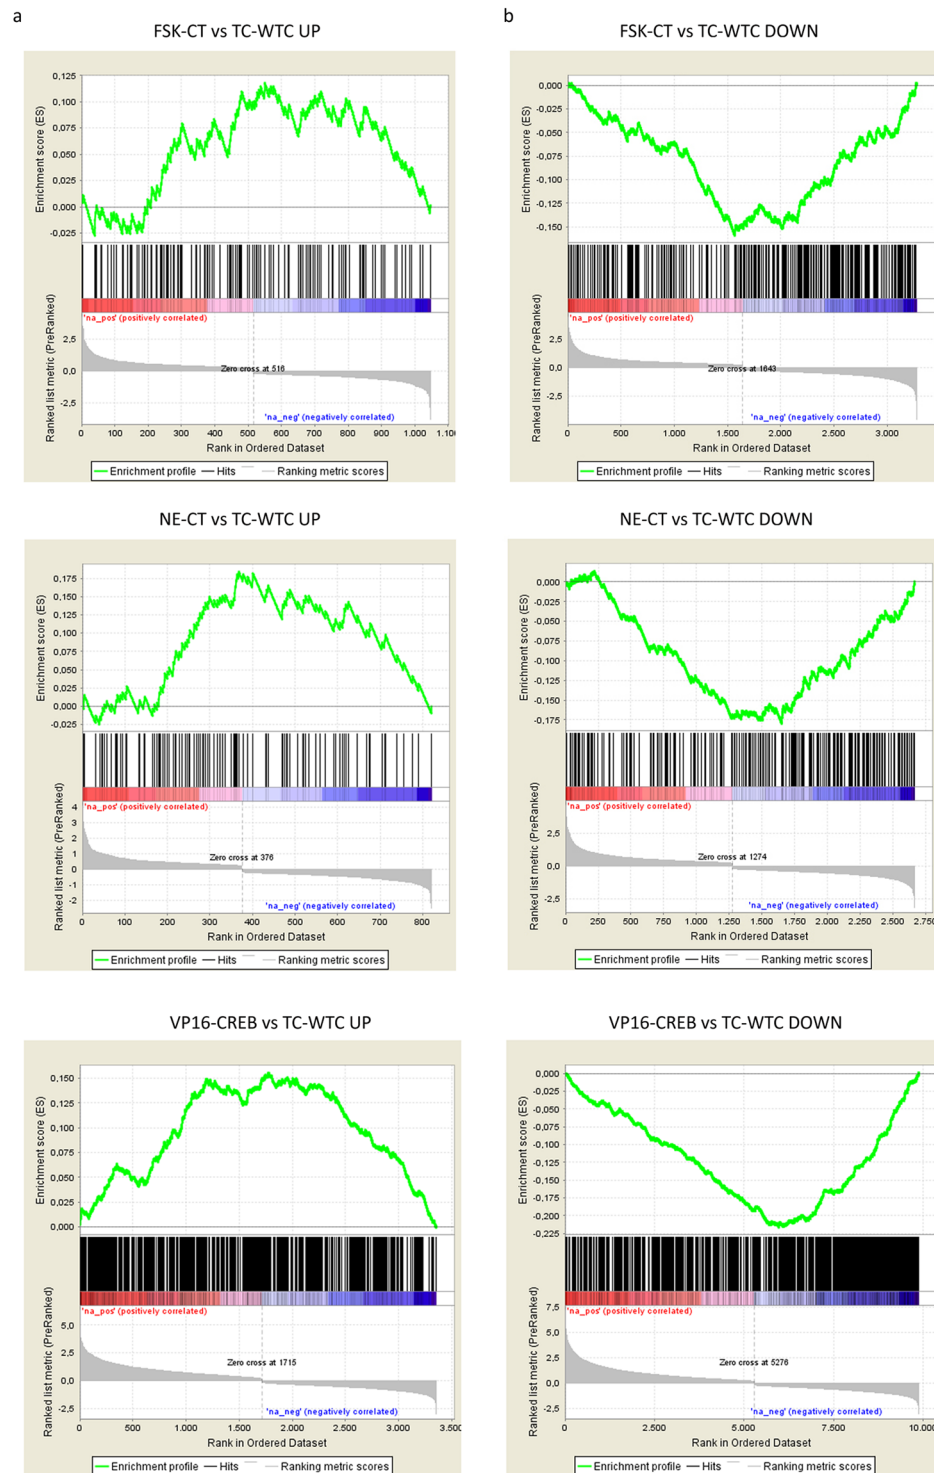 a
b
FSK-CT vs TC-WTC UP
Enrichment score (ES)
0,125
0,100
0,075
0,050
0,025
0,000
-0,025
'na_pos' (positively correlated)
Ranked list metric (PreRanked)
2,5
0,0
-2,5
Zero cross at 516
'na_neg' (negatively correlated)
0 100 200 300 400 500 600 700 800 900 1.000 1.100
Rank in Ordered Dataset
Enrichment profile Hits Ranking metric scores
FSK-CT vs TC-WTC DOWN
Enrichment score (ES)
0,000
-0,025
-0,050
-0,075
-0,100
-0,125
-0,150
'na_pos' (positively correlated)
Ranked list metric (PreRanked)
2,5
0,0
-2,5
Zero cross at 1643
'na_neg' (negatively correlated)
0 500 1.000 1.500 2.000 2.500 3.000
Rank in Ordered Dataset
Enrichment profile Hits Ranking metric scores
NE-CT vs TC-WTC UP
Enrichment score (ES)
0,175
0,150
0,125
0,100
0,075
0,050
0,025
0,000
-0,025
'na_pos' (positively correlated)
Ranked list metric (PreRanked)
4
3
2
1
0
-1
-2
Zero cross at 376
'na_neg' (negatively correlated)
0 100 200 300 400 500 600 700 800
Rank in Ordered Dataset
Enrichment profile Hits Ranking metric scores
NE-CT vs TC-WTC DOWN
Enrichment score (ES)
0,000
-0,025
-0,050
-0,075
-0,100
-0,125
-0,150
-0,175
'na_pos' (positively correlated)
Ranked list metric (PreRanked)
2,5
0,0
-2,5
Zero cross at 1274
'na_neg' (negatively correlated)
0 250 500 750 1.000 1.250 1.500 1.750 2.000 2.250 2.500 2.750
Rank in Ordered Dataset
Enrichment profile Hits Ranking metric scores
VP16-CREB vs TC-WTC UP
Enrichment score (ES)
0,150
0,125
0,100
0,075
0,050
0,025
0,000
'na_pos' (positively correlated)
Ranked list metric (PreRanked)
5,0
2,5
0,0
-2,5
Zero cross at 1715
'na_neg' (negatively correlated)
0 500 1.000 1.500 2.000 2.500 3.000 3.500
Rank in Ordered Dataset
Enrichment profile Hits Ranking metric scores
VP16-CREB vs TC-WTC DOWN
Enrichment score (ES)
0,000
-0,025
-0,050
-0,075
-0,100
-0,125
-0,150
-0,175
-0,200
-0,225
'na_pos' (positively correlated)
Ranked list metric (PreRanked)
7,5
5,0
2,5
0,0
-2,5
Zero cross at 5276
'na_neg' (negatively correlated)
0 2.500 5.000 7.500 10.000
Rank in Ordered Dataset
Enrichment profile Hits Ranking metric scores